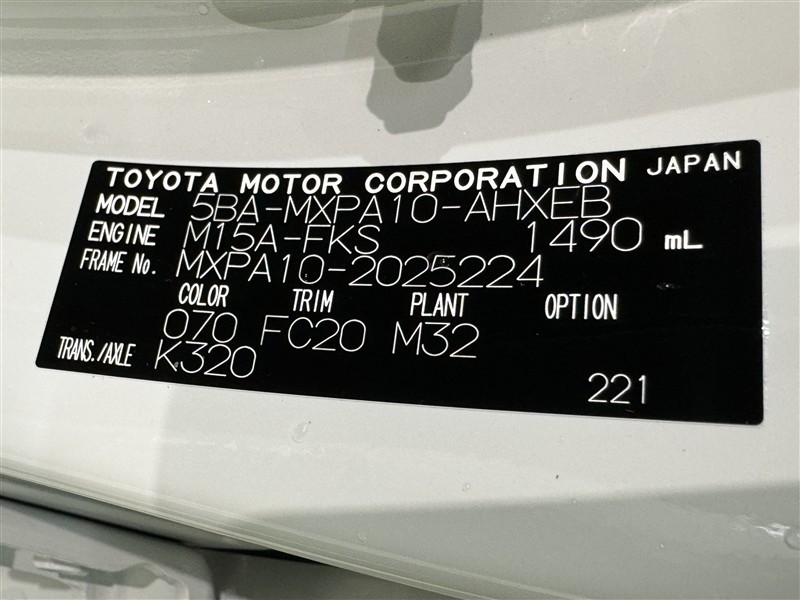 TOYOTA MOTOR CORPORATION JAPAN
MODEL 5BA-MXPA10-AHXEB
ENGINE M15A-FKS 1490 mL
FRAME No. MXPA10-2025224
COLOR TRIM PLANT OPTION
070 FC20 M32
TRANS./AXLE K320
221